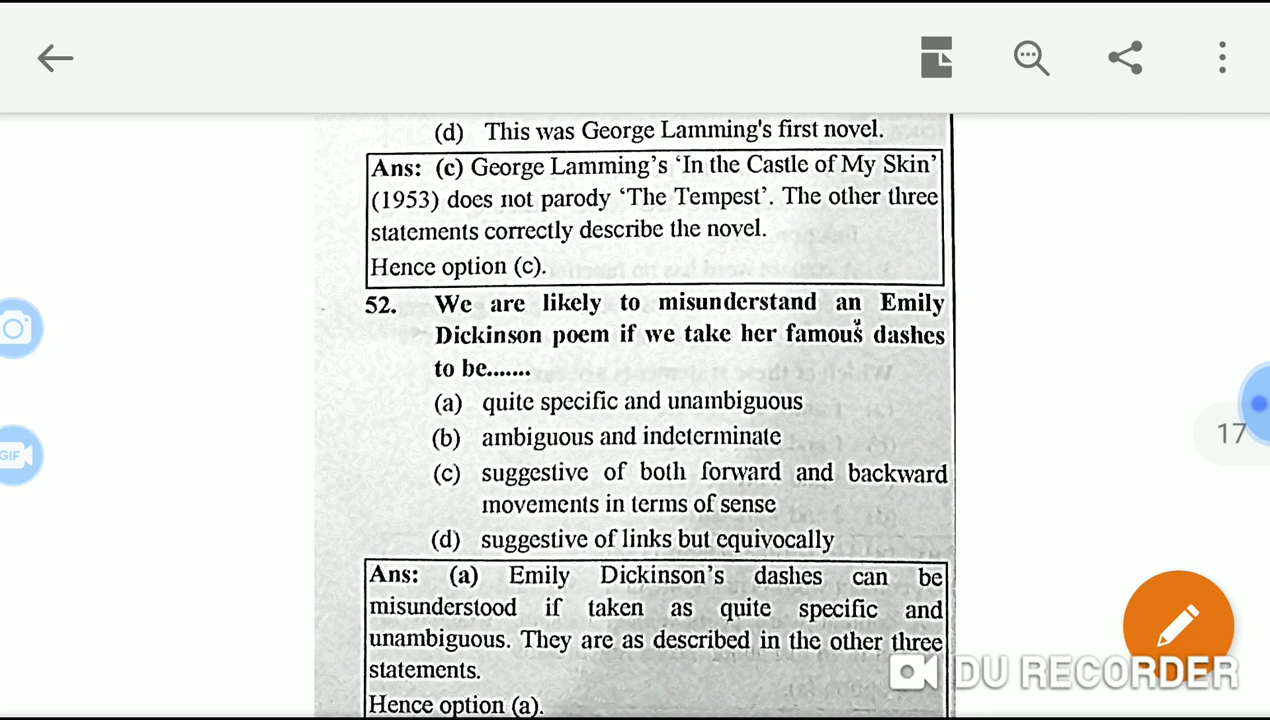 (d) This was George Lamming's first novel.
Ans: (c) George Lamming's 'In the Castle of My Skin'
(1953) does not parody 'The Tempest'. The other three
statements correctly describe the novel.
Hence option (c).
52. We are likely to misunderstand an Emily
Dickinson poem if we take her famous dashes
to be.......
(a) quite specific and unambiguous
(b) ambiguous and indeterminate
(c) suggestive of both forward and backward
movements in terms of sense
(d) suggestive of links but equivocally
Ans: (a) Emily Dickinson's dashes can be
misunderstood if taken as quite specific and
unambiguous. They are as described in the other three
statements.
Hence option (a).
GIF
17
DU RECORDER